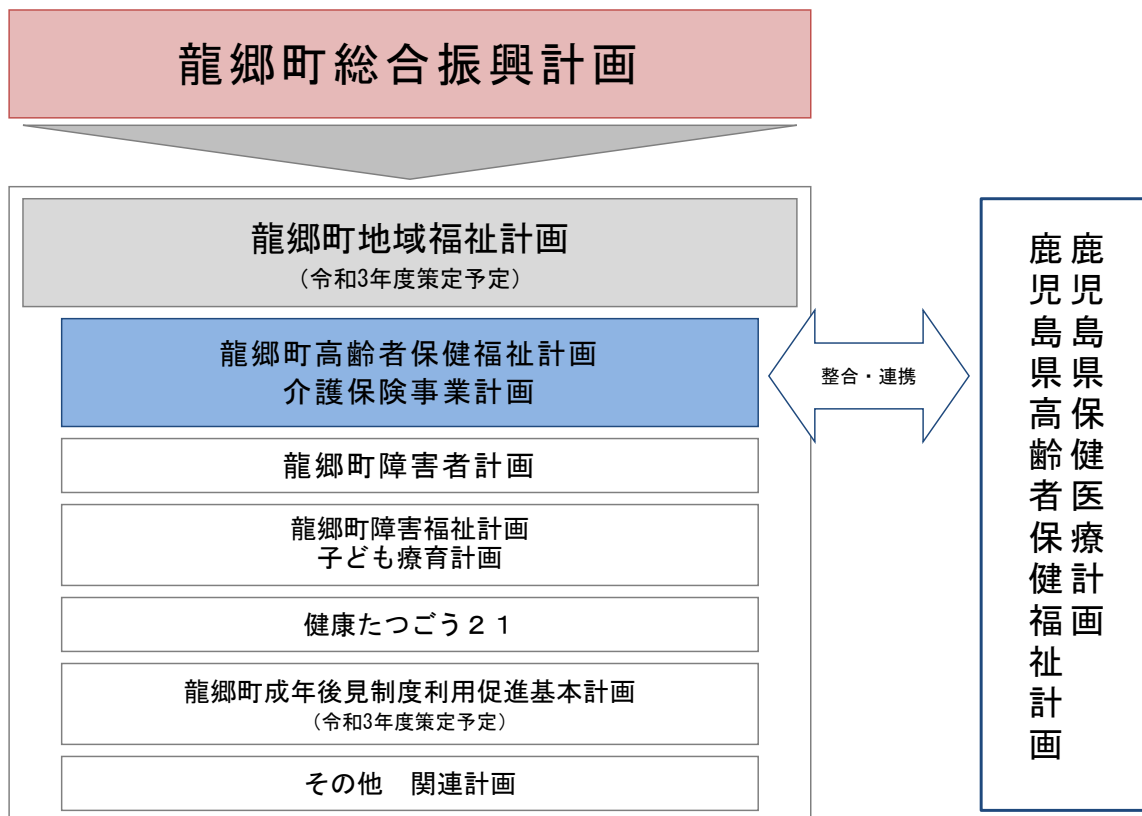 龍郷町総合振興計画
龍郷町地域福祉計画
（令和3年度策定予定）
龍郷町高齢者保健福祉計画
介護保険事業計画
龍郷町障害者計画
龍郷町障害福祉計画
子ども療育計画
健康たつごう２１
龍郷町成年後見制度利用促進基本計画
（令和3年度策定予定）
その他　関連計画
整合・連携
鹿児島県保健医療計画
鹿児島県高齢者保健福祉計画